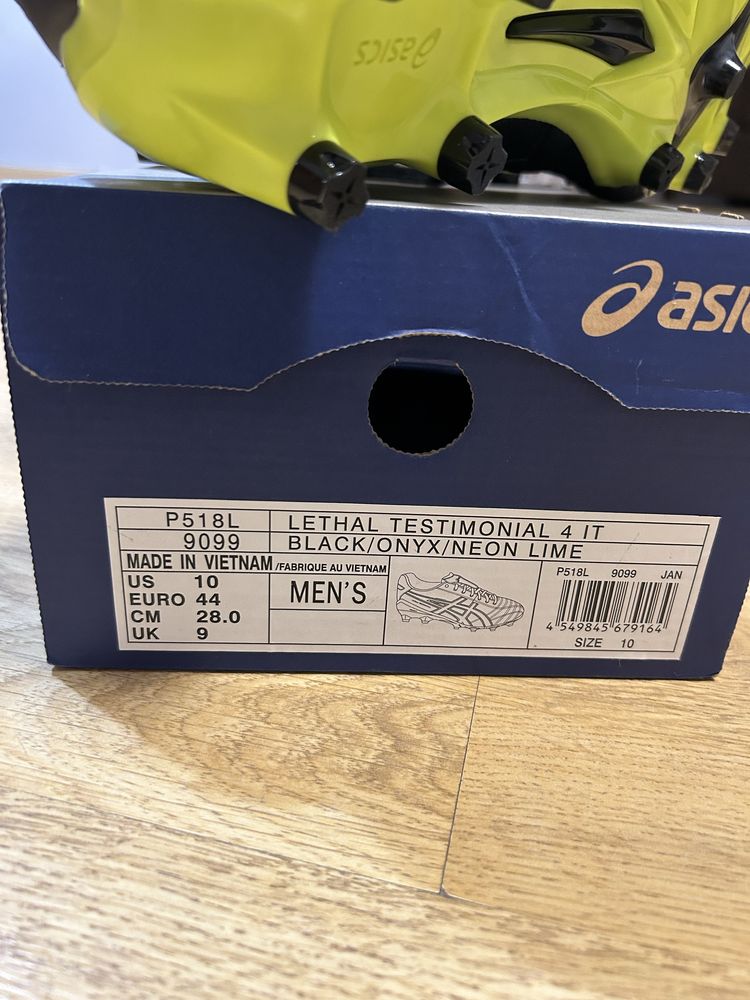 asics
asics
P518L LETHAL TESTIMONIAL 4 IT
9099 BLACK/ONYX/NEON LIME
MADE IN VIETNAM /FABRIQUE AU VIETNAM
US 10
EURO 44
CM 28.0
UK 9
MEN'S
P518L 9099 JAN
4 549845 679164
SIZE 10